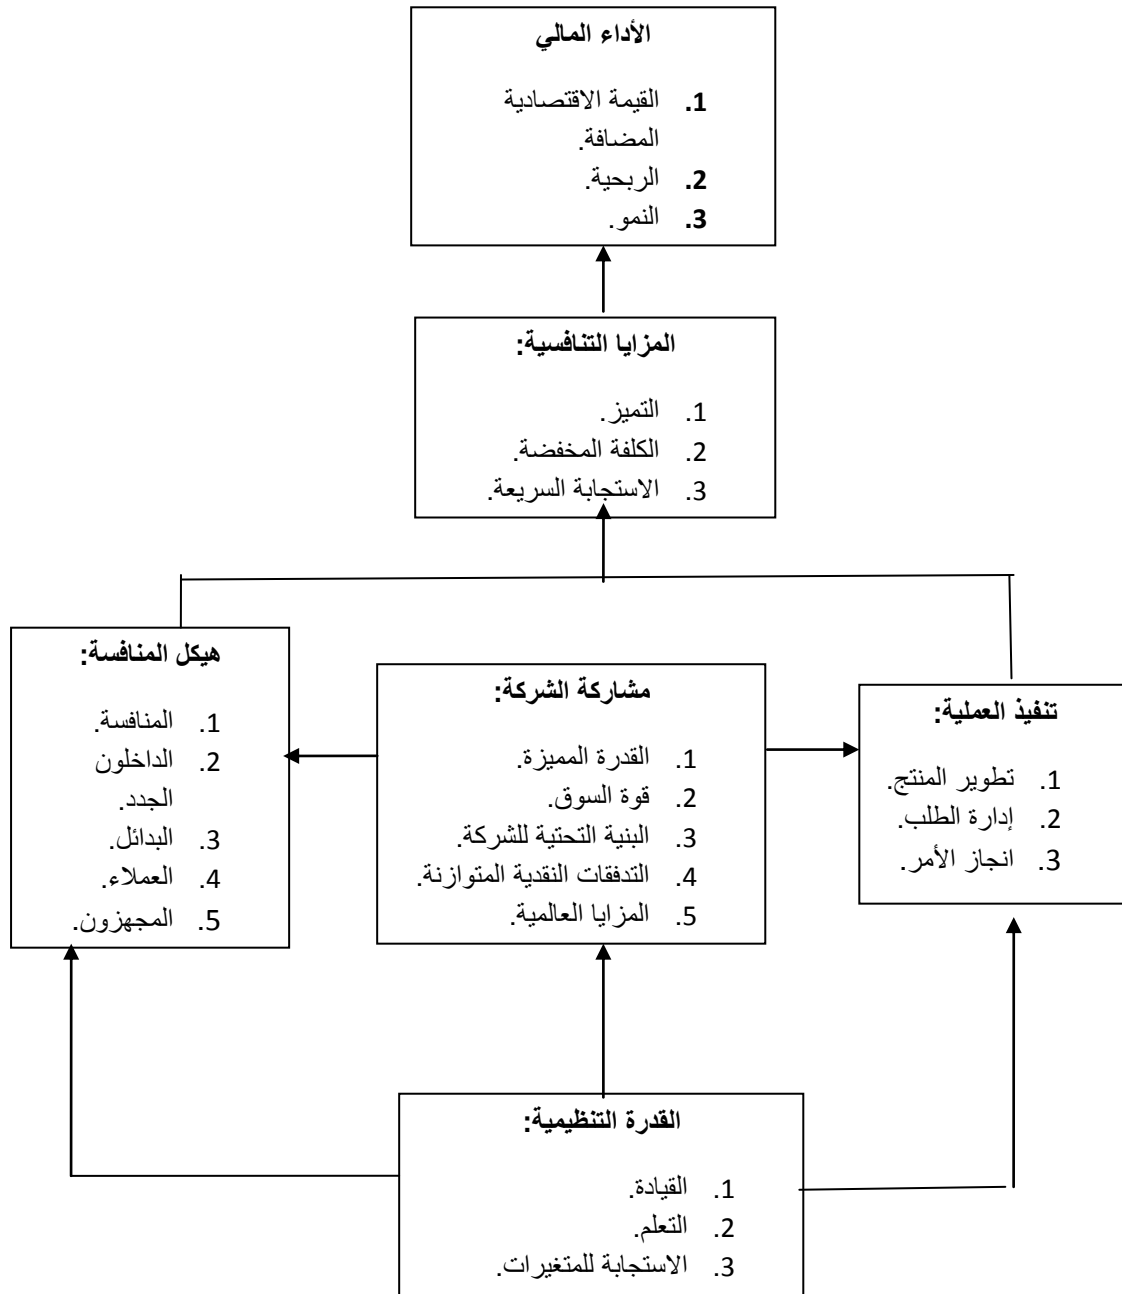 الأداء المالي
1. القيمة الاقتصادية
المضافة.
2. الربحية.
3. النمو.
المزايا التنافسية:
1. التميز.
2. الكلفة المخفضة.
3. الاستجابة السريعة.
هيكل المنافسة:
1. المنافسة.
2. الداخلون
الجدد.
3. البدائل.
4. العملاء.
5. المجهزون.
مشاركة الشركة:
1. القدرة المميزة.
2. قوة السوق.
3. البنية التحتية للشركة.
4. التدفقات النقدية المتوازنة.
5. المزايا العالمية.
تنفيذ العملية:
1. تطوير المنتج.
2. إدارة الطلب.
3. انجاز الأمر.
القدرة التنظيمية:
1. القيادة.
2. التعلم.
3. الاستجابة للمتغيرات.